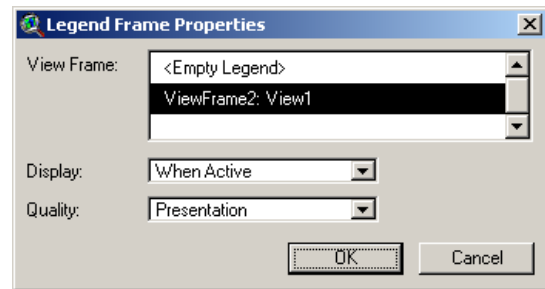 Legend Frame Properties
View Frame:
<Empty Legend>
ViewFrame2: View1
Display:
When Active
Quality:
Presentation
OK
Cancel